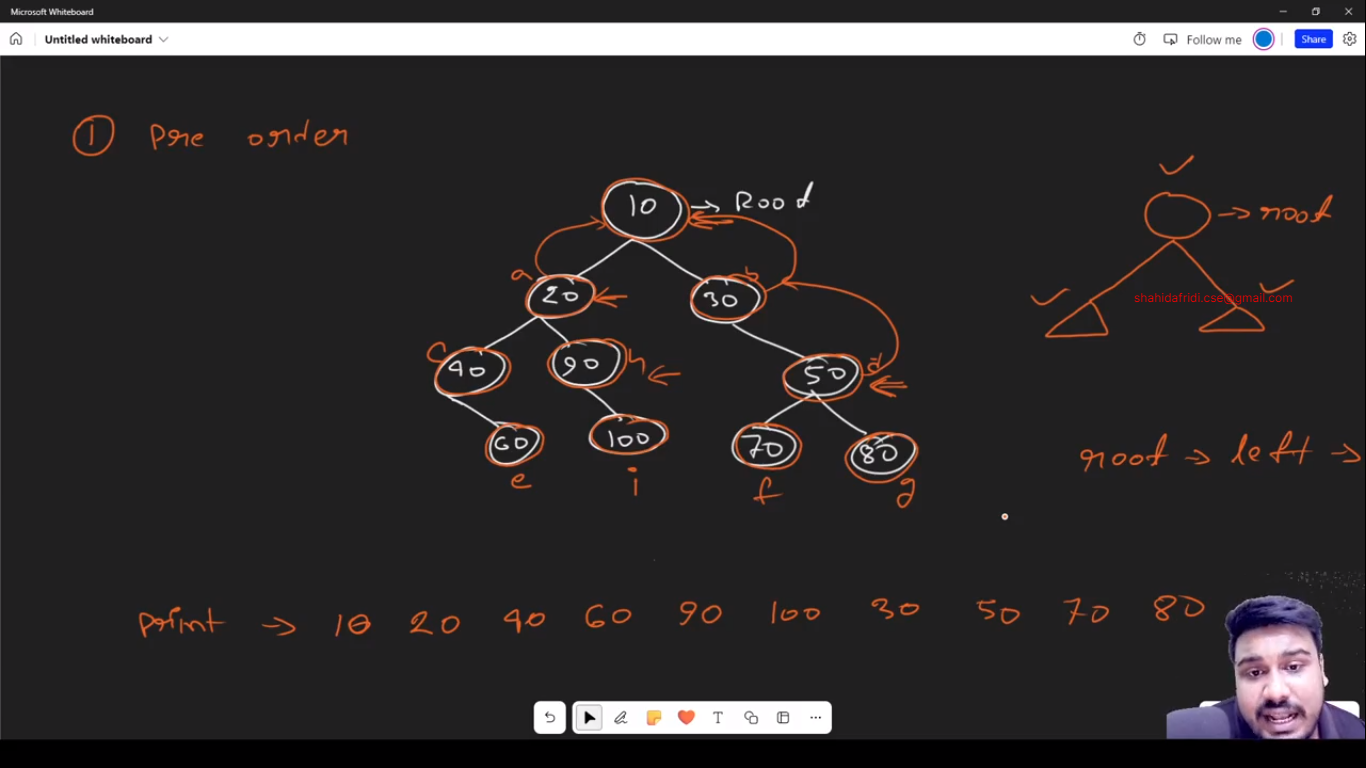 Microsoft Whiteboard
Untitled whiteboard
Follow me
Share
① Pre order
10 → Root
→ root
a 20
b 30
shahidafridi.cse@gmail.com
c 40
90 h
50 d
60
100
70
80
e
i
f
g
root → left →
print → 10 20 40 60 90 100 30 50 70 80
T